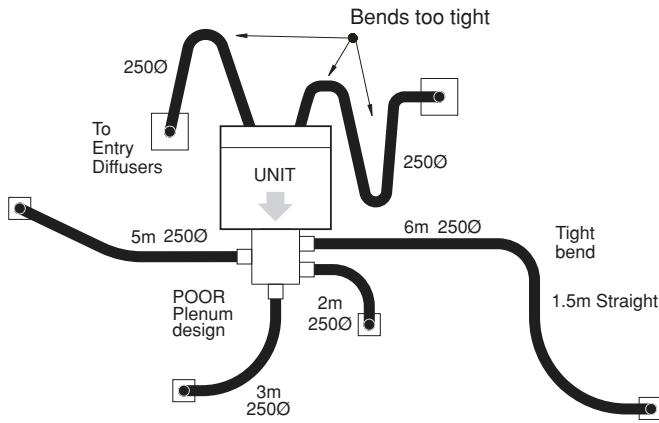 Bends too tight
250Ø
To
Entry
Diffusers
250Ø
UNIT
5m 250Ø
6m 250Ø
Tight
bend
POOR
Plenum
design
2m
250Ø
1.5m Straight
3m
250Ø